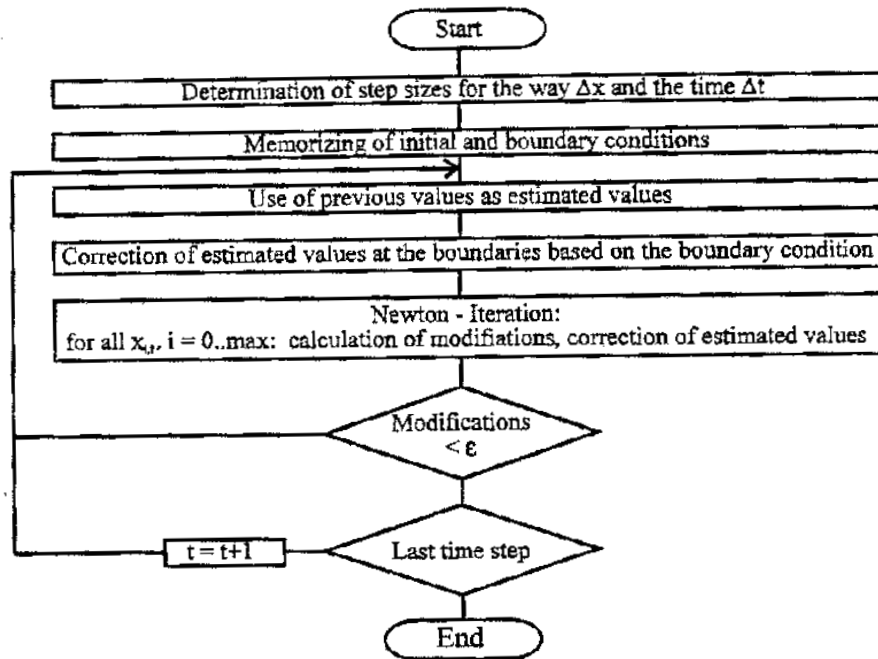 Start
Determination of step sizes for the way Δx and the time Δt
Memorizing of initial and boundary conditions
Use of previous values as estimated values
Correction of estimated values at the boundaries based on the boundary condition
Newton - Iteration:
for all x i = 0..max: calculation of modifiations, correction of estimated values
Modifications
< ε
t = t+1
Last time step
End